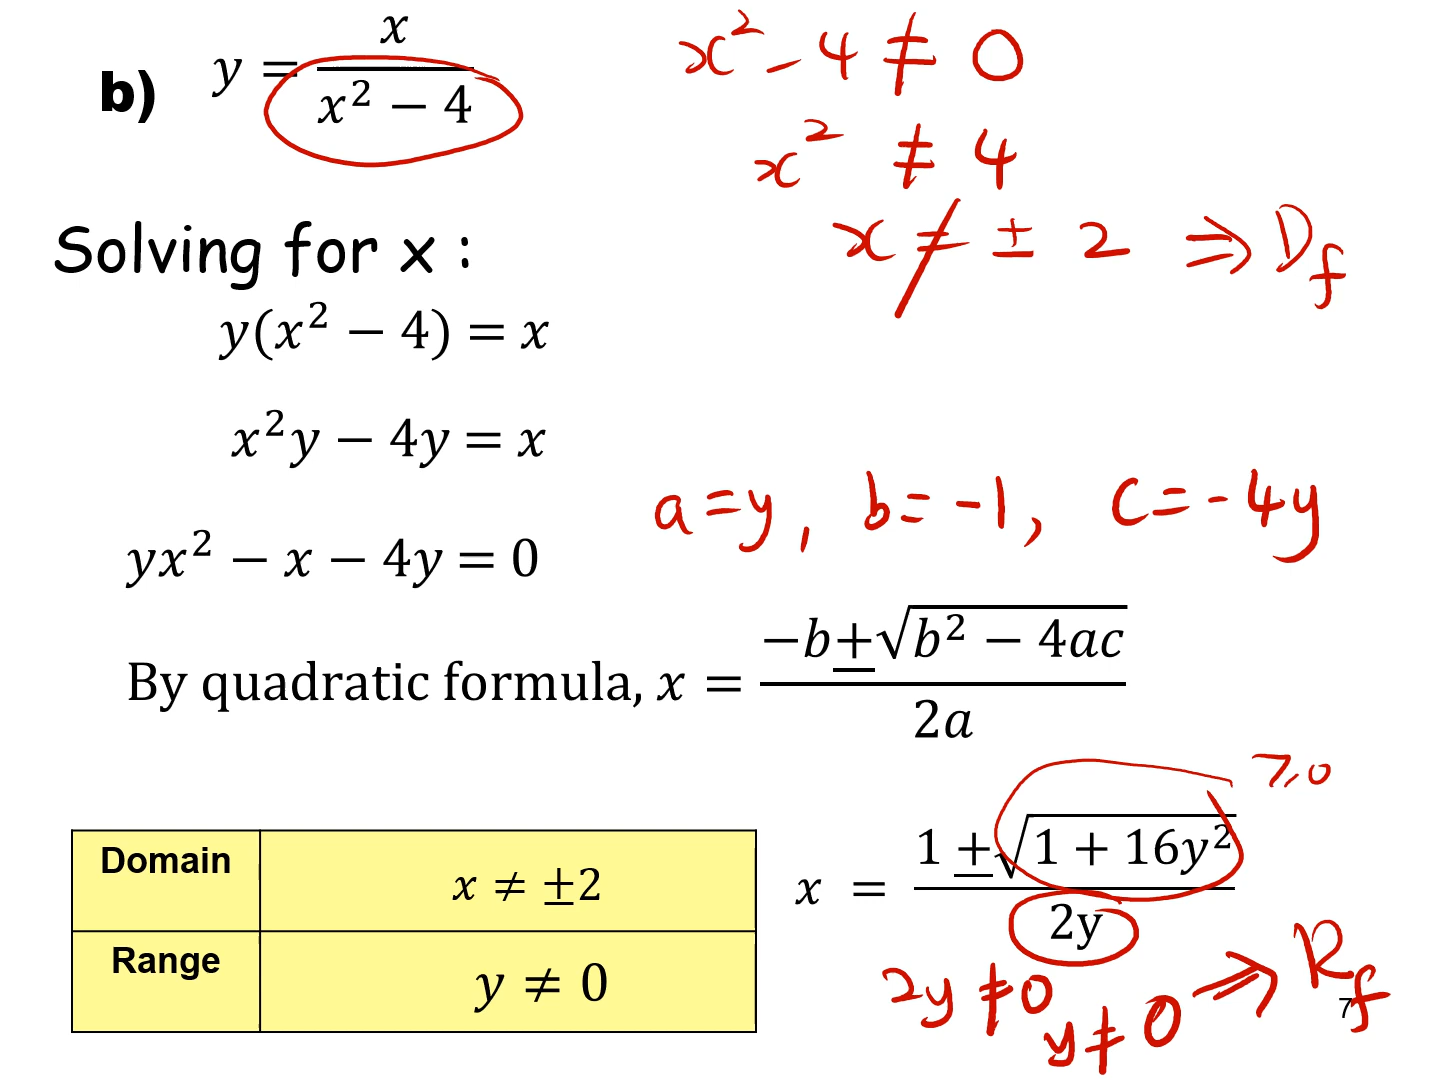 b) y = x / (x² − 4)
x² − 4 ≠ 0
x² ≠ 4
x ≠ ± 2 ⇒ D_f
Solving for x :
y(x² − 4) = x
x²y − 4y = x
a = y, b = -1, c = -4y
yx² − x − 4y = 0
By quadratic formula, x = (−b ± √(b² − 4ac)) / 2a
≥0
x = (1 ± √(1 + 16y²)) / 2y
Domain x ≠ ±2
Range y ≠ 0
2y ≠ 0
y ≠ 0 ⇒ R_f
7